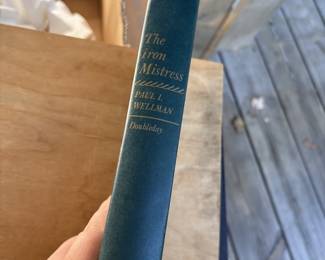 The
iron
Mistress
PAUL I.
WELLMAN
Doubleday